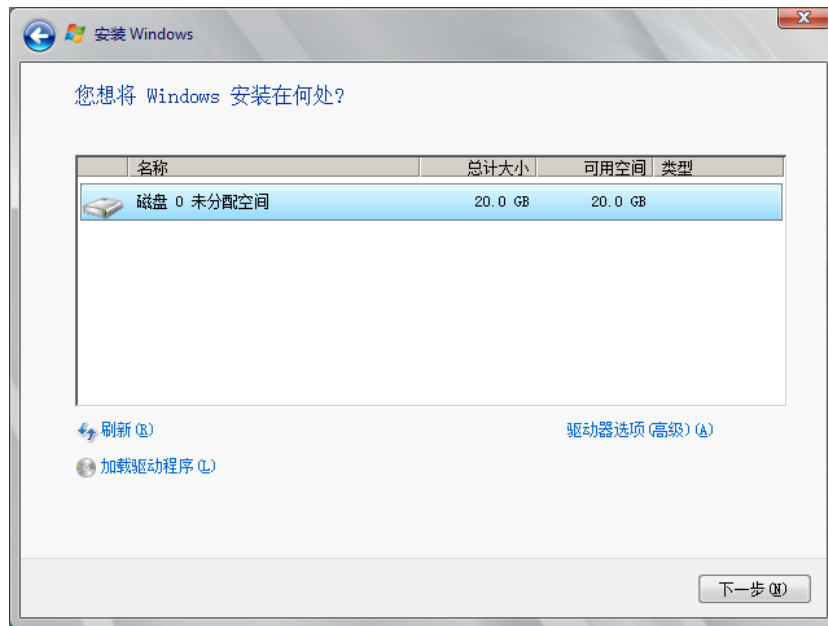 安装 Windows
您想将 Windows 安装在何处?
名称 总计大小 可用空间 类型
磁盘 0 未分配空间 20.0 GB 20.0 GB
刷新(R) 驱动器选项(高级)(A)
加载驱动程序(L)
下一步(N)